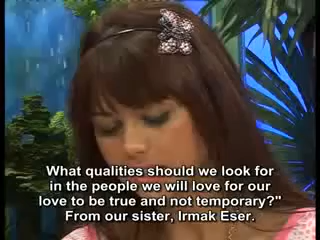 What qualities should we look for
in the people we will love for our
love to be true and not temporary?"
From our sister, Irmak Eser.